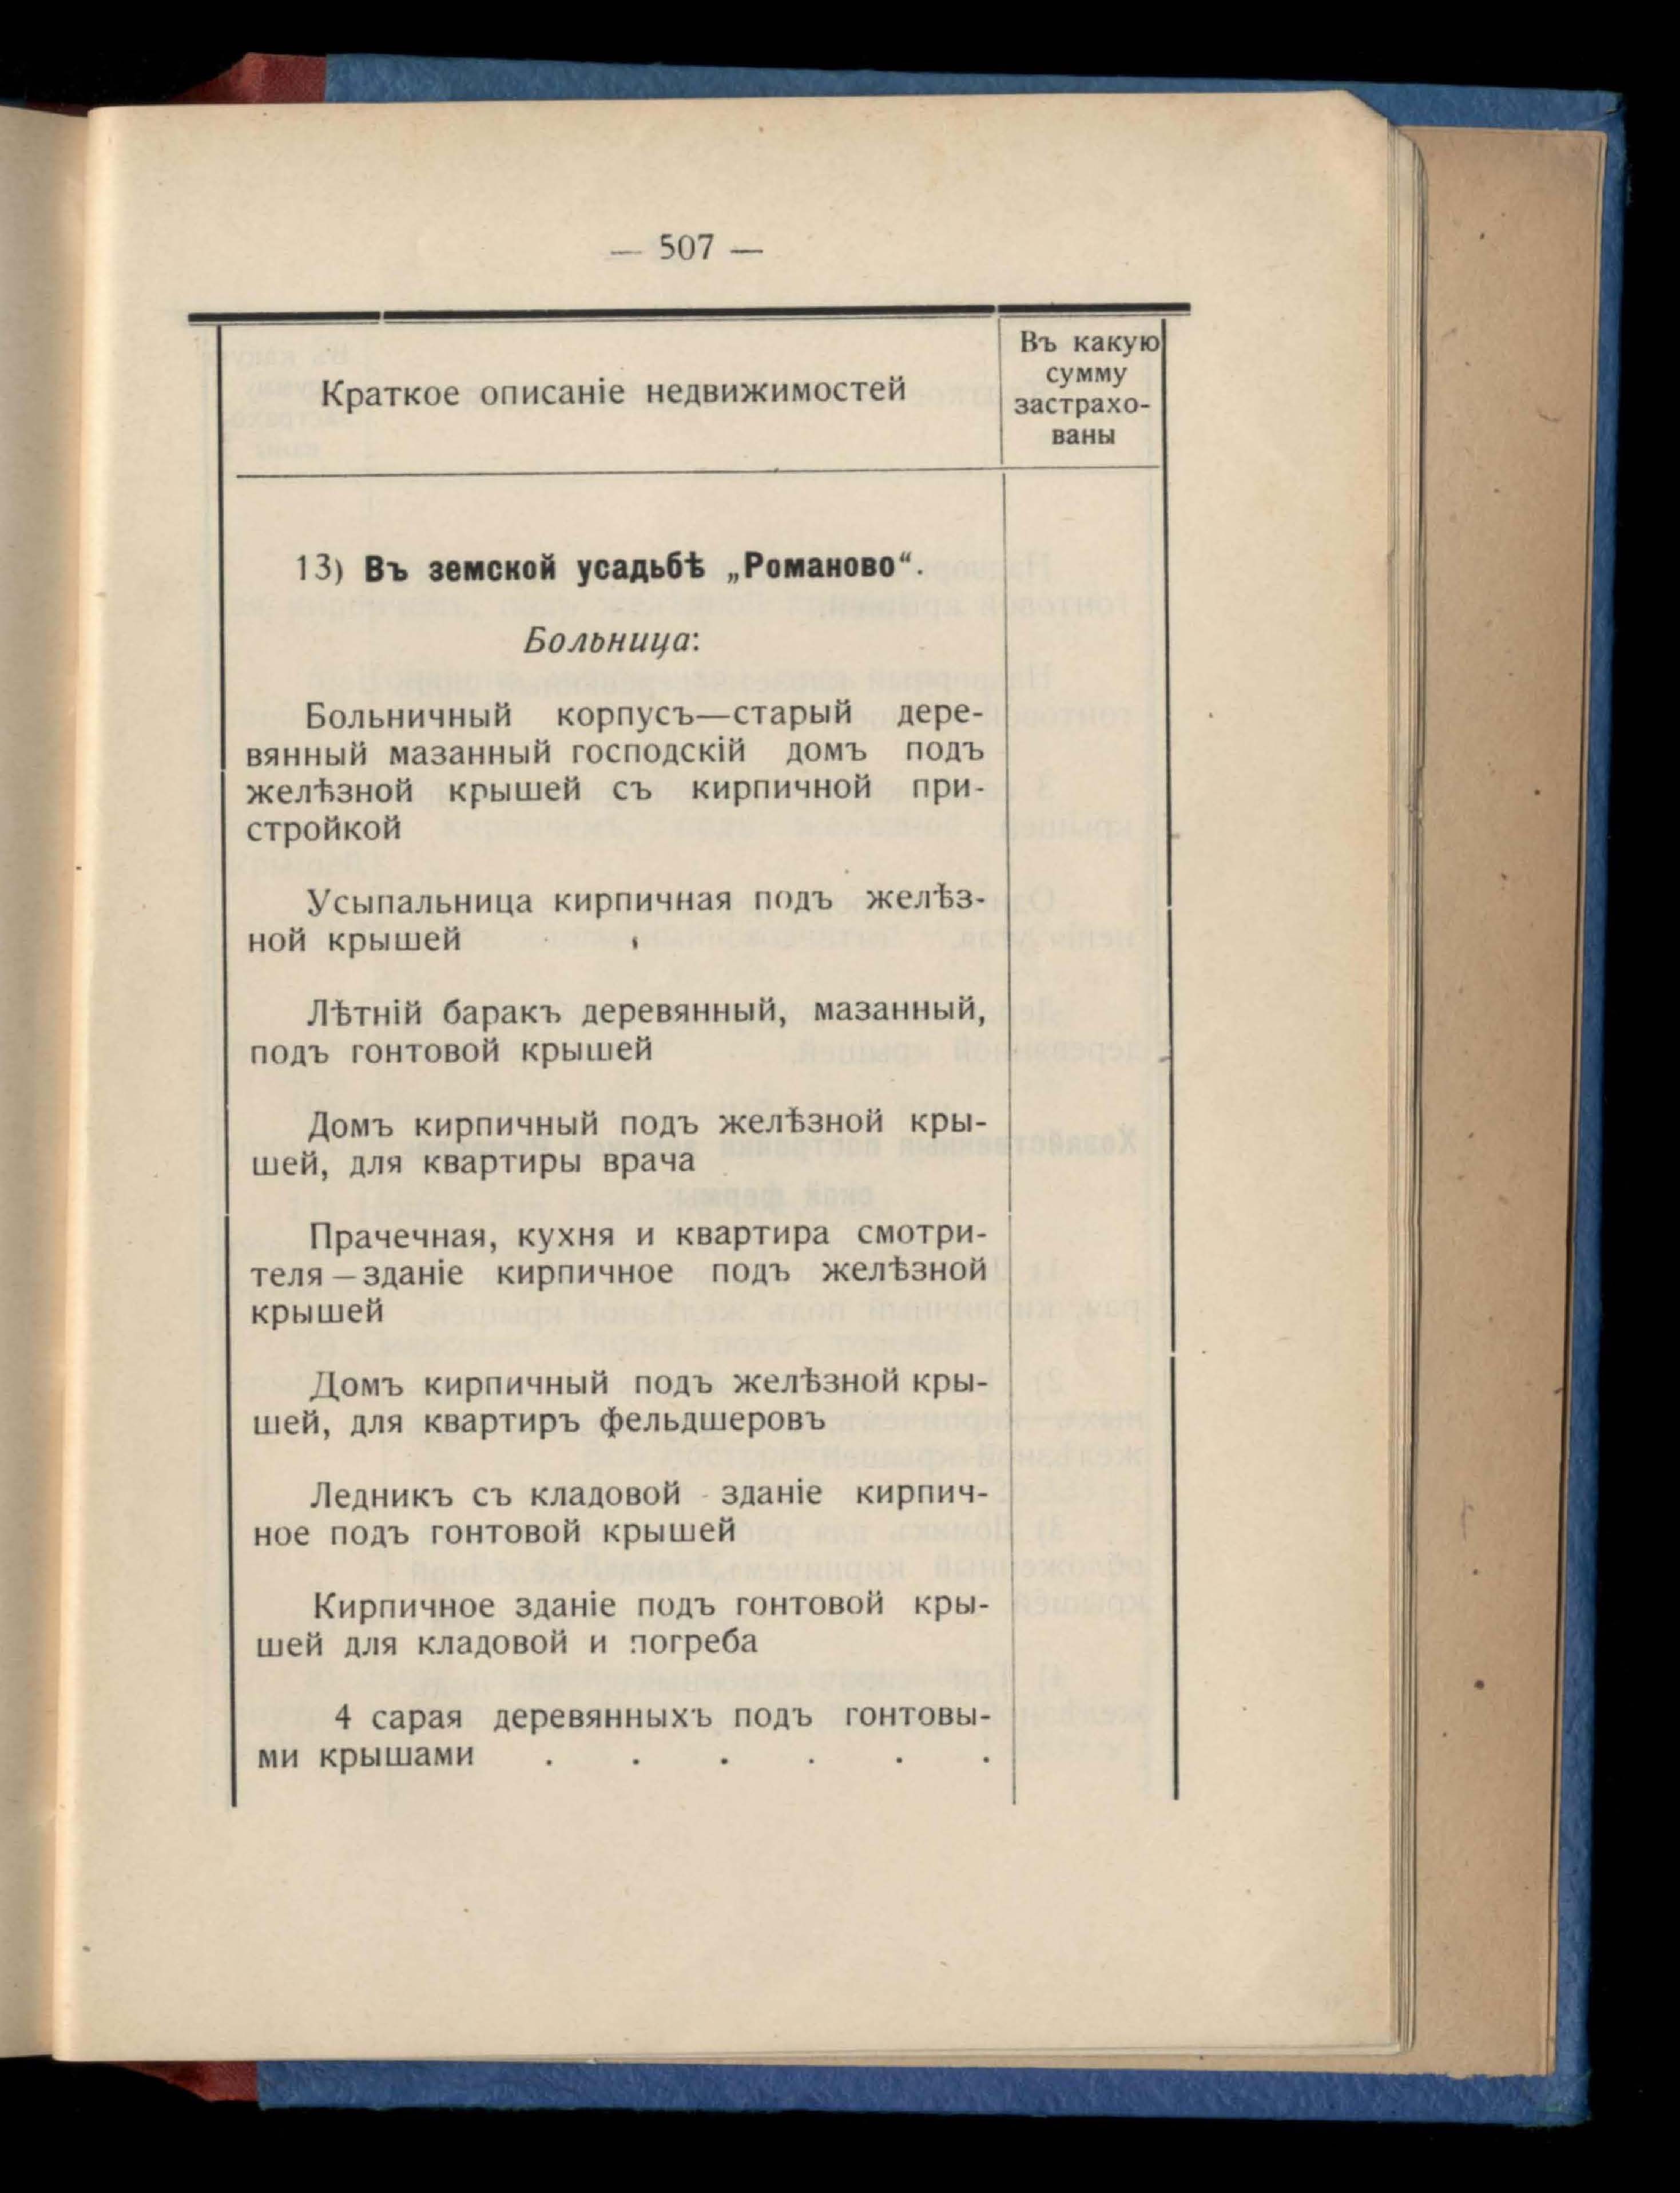 — 507 —
Краткое описаніе недвижимостей
Въ какую
сумму
застрахо-
ваны
13) Въ земской усадьбѣ „Романово“.
Больница:
Больничный корпусъ—старый дере-
вянный мазанный господскій домъ подъ
желѣзной крышей съ кирпичной при-
стройкой
Усыпальница кирпичная подъ желѣз-
ной крышей
Лѣтній баракъ деревянный, мазанный,
подъ гонтовой крышей
Домъ кирпичный подъ желѣзной кры-
шей, для квартиры врача
Прачечная, кухня и квартира смотри-
теля—зданіе кирпичное подъ желѣзной
крышей
Домъ кирпичный подъ желѣзной кры-
шей, для квартиръ фельдшеровъ
Ледникъ съ кладовой - зданіе кирпич-
ное подъ гонтовой крышей
Кирпичное зданіе подъ гонтовой кры-
шей для кладовой и погреба
4 сарая деревянныхъ подъ гонтовы-
ми крышами . . . . . .